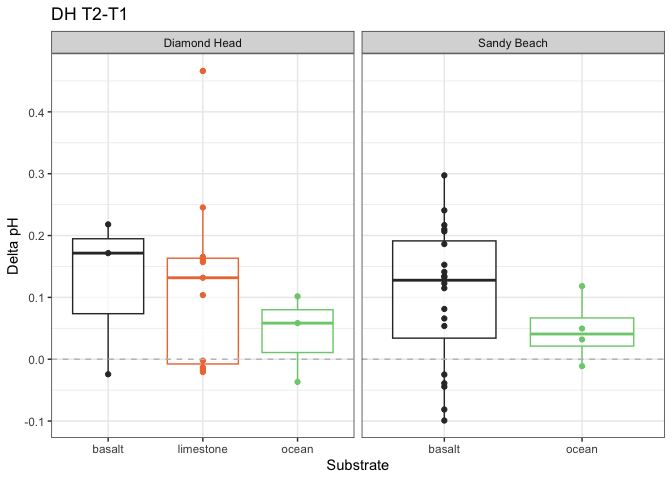 DH T2-T1
Diamond Head
Sandy Beach
Delta pH
0.4
0.3
0.2
0.1
0.0
-0.1
basalt
limestone
ocean
basalt
ocean
Substrate